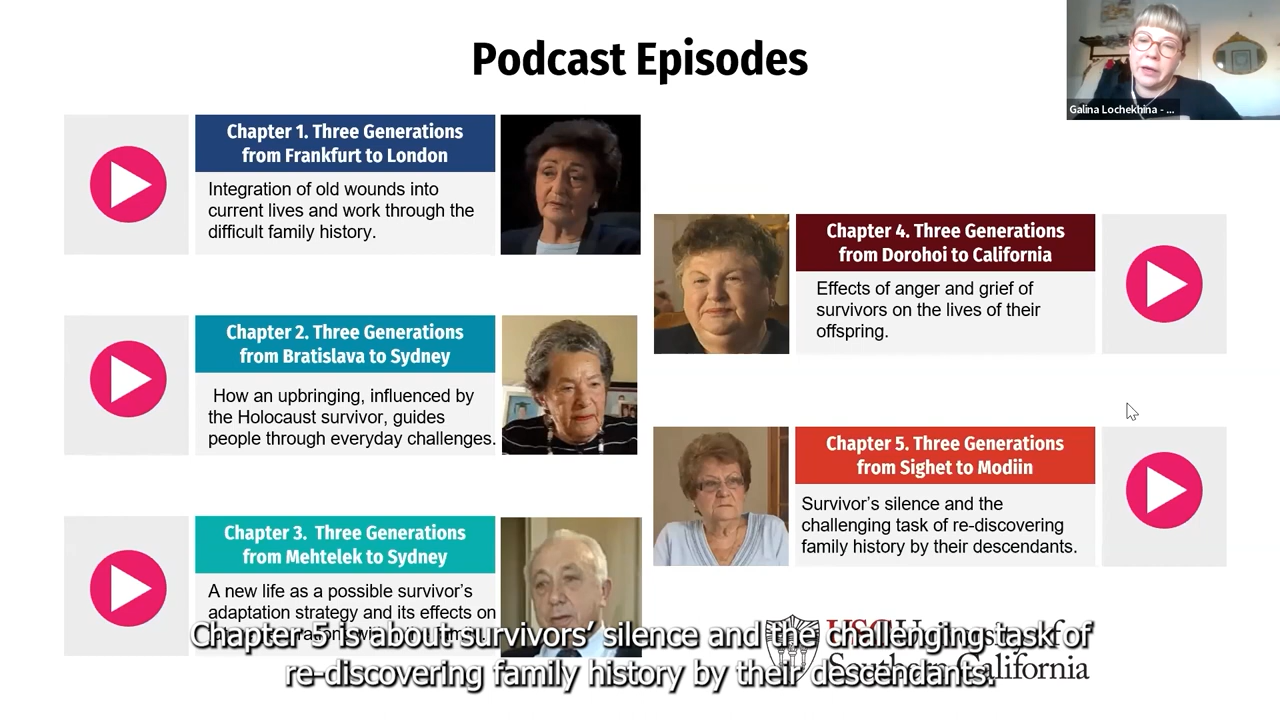 Podcast Episodes
Galina Lochekhina - ...
Chapter 1. Three Generations
from Frankfurt to London
Integration of old wounds into
current lives and work through the
difficult family history.
Chapter 2. Three Generations
from Bratislava to Sydney
How an upbringing, influenced by
the Holocaust survivor, guides
people through everyday challenges.
Chapter 3. Three Generations
from Mehtelek to Sydney
A new life as a possible survivor's
adaptation strategy and its effects on
Chapter 4. Three Generations
from Dorohoi to California
Effects of anger and grief of
survivors on the lives of their
offspring.
Chapter 5. Three Generations
from Sighet to Modiin
Survivor's silence and the
challenging task of re-discovering
family history by their descendants.
USC University of
Southern California
Chapter 5 is about survivors' silence and the challenging task of
re-discovering family history by their descendants.